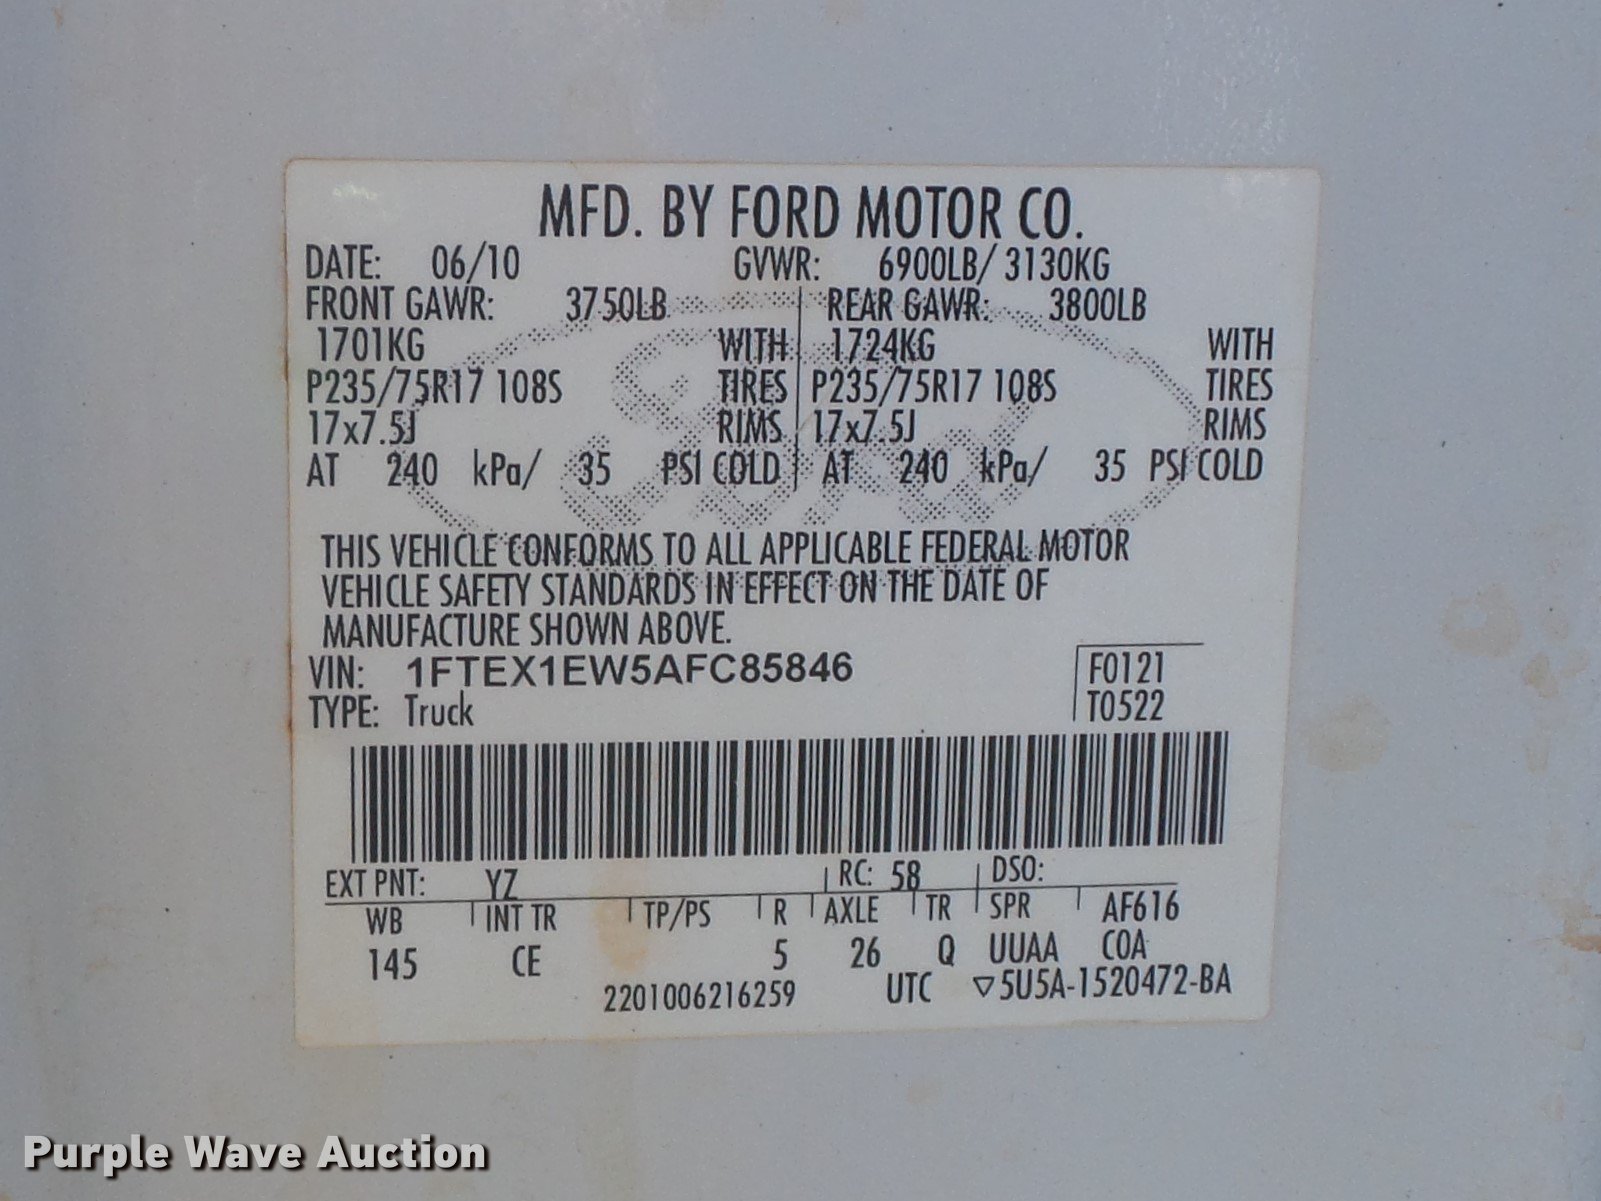 MFD. BY FORD MOTOR CO.
DATE: 06/10 GVWR: 6900LB/ 3130KG
FRONT GAWR: 3750LB REAR GAWR: 3800LB
1701KG WITH 1724KG WITH
P235/75R17 108S TIRES P235/75R17 108S TIRES
17x7.5J RIMS 17x7.5J RIMS
AT 240 kPa/ 35 PSI COLD AT 240 kPa/ 35 PSI COLD
THIS VEHICLE CONFORMS TO ALL APPLICABLE FEDERAL MOTOR
VEHICLE SAFETY STANDARDS IN EFFECT ON THE DATE OF
MANUFACTURE SHOWN ABOVE.
VIN: 1FTEX1EW5AFC85846 F0121
TYPE: Truck T0522
EXT PNT: YZ RC: 58 DSO:
WB INT TR TP/PS R AXLE TR SPR AF616
145 CE 5 26 Q UUAA COA
2201006216259 UTC ▽5U5A-1520472-BA
Purple Wave Auction